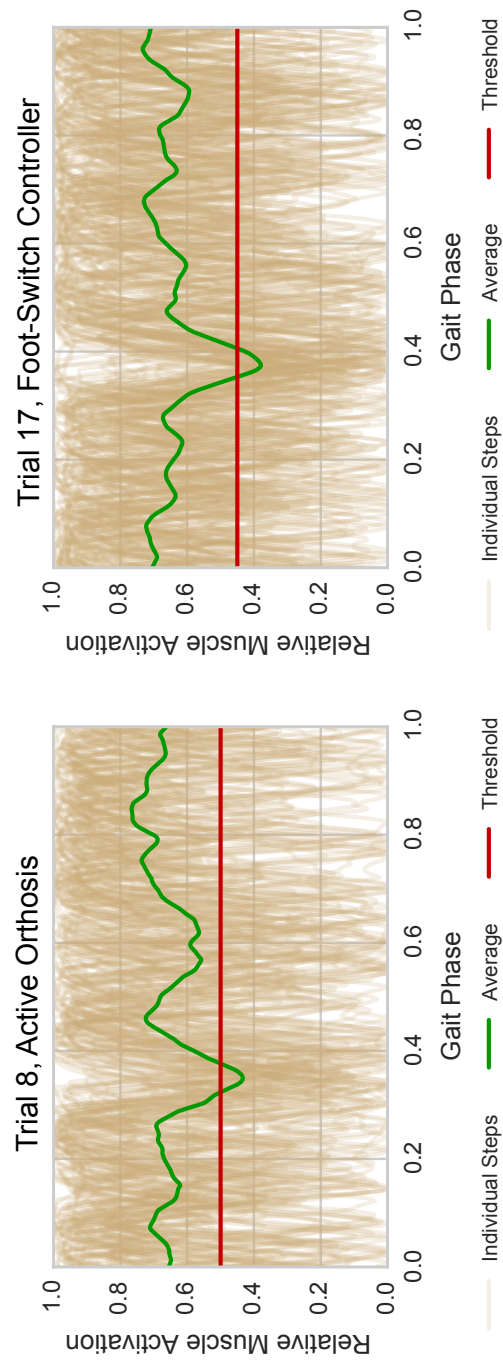 Trial 8, Active Orthosis
Relative Muscle Activation
1.0
0.8
0.6
0.4
0.2
0.0
0.0 0.2 0.4 0.6 0.8 1.0
Gait Phase
Individual Steps Average Threshold
Trial 17, Foot-Switch Controller
Relative Muscle Activation
1.0
0.8
0.6
0.4
0.2
0.0
0.0 0.2 0.4 0.6 0.8 1.0
Gait Phase
Individual Steps Average Threshold